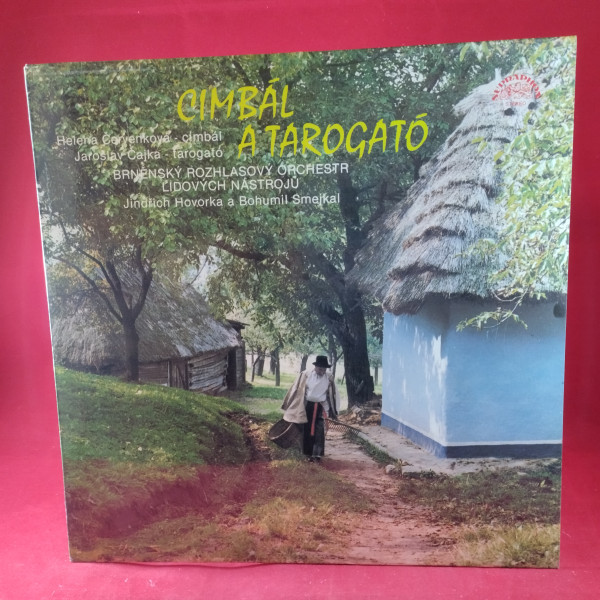 SUPRAPHON
CIMBÁL
A TAROGATÓ
Helena Červenková - cimbál
Jaroslav Čajka - tarogató
BRNĚNSKÝ ROZHLASOVÝ ORCHESTR
LIDOVÝCH NÁSTROJŮ
Jindřich Hovorka a Bohumil Smejkal